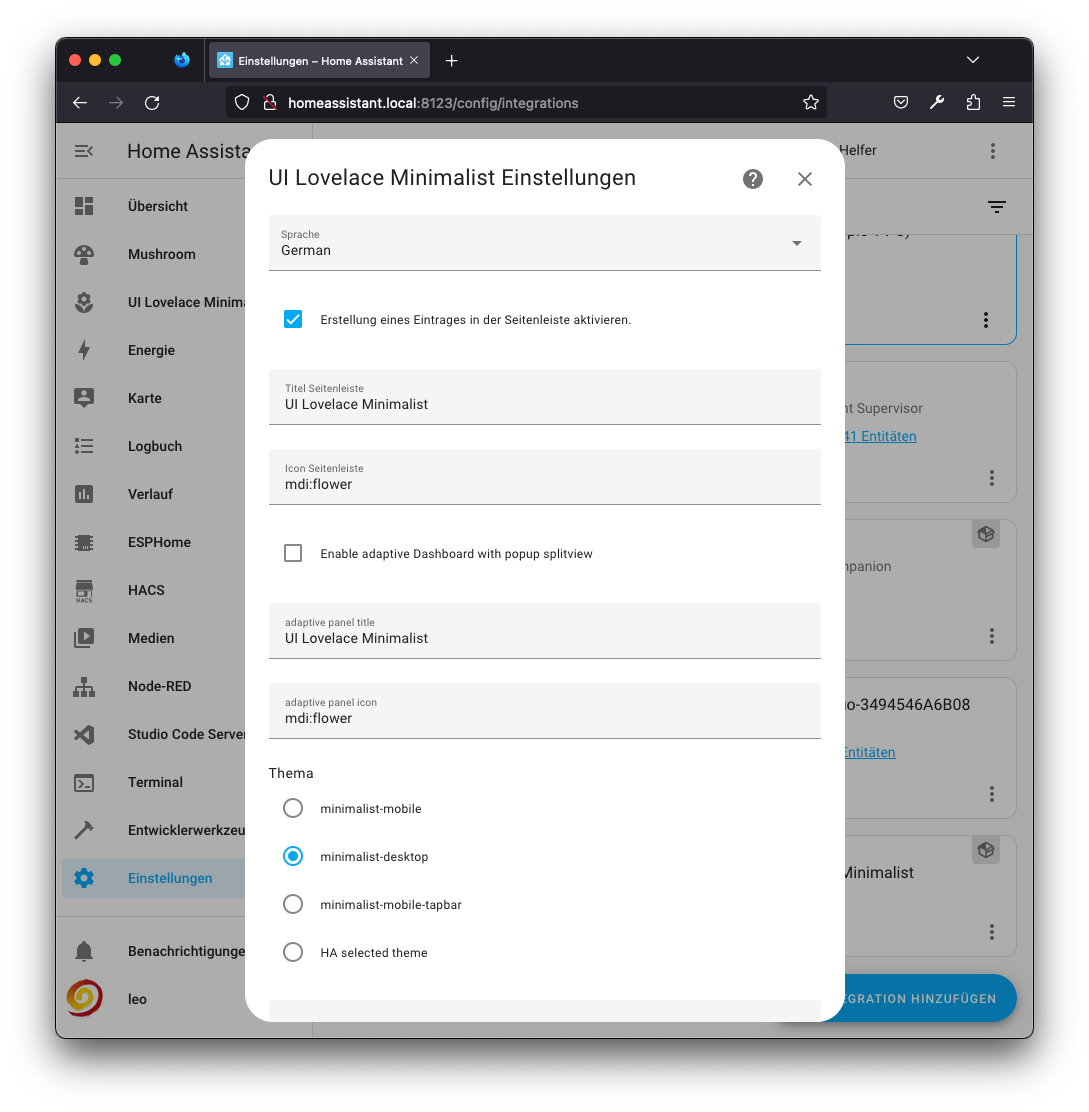 Einstellungen – Home Assistant
homeassistant.local:8123/config/integrations
Home Assista
Helfer
Übersicht
Mushroom
UI Lovelace Minima
Energie
Karte
Logbuch
Verlauf
ESPHome
HACS
HACS
Medien
Node-RED
Studio Code Server
Terminal
Entwicklerwerkzeu
Einstellungen
Benachrichtigunge
leo
UI Lovelace Minimalist Einstellungen
Sprache
German
Erstellung eines Eintrages in der Seitenleiste aktivieren.
Titel Seitenleiste
UI Lovelace Minimalist
Icon Seitenleiste
mdi:flower
Enable adaptive Dashboard with popup splitview
adaptive panel title
UI Lovelace Minimalist
adaptive panel icon
mdi:flower
Thema
minimalist-mobile
minimalist-desktop
minimalist-mobile-tapbar
HA selected theme
nt Supervisor
41 Entitäten
mpanion
o-3494546A6B08
Entitäten
Minimalist
EGRATION HINZUFÜGEN